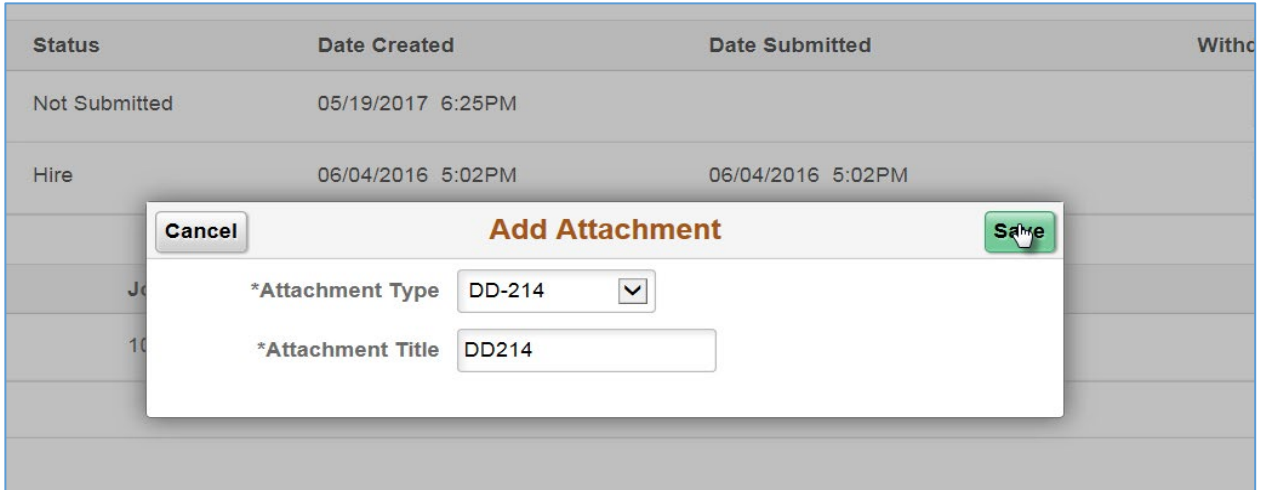 Status Date Created Date Submitted
Not Submitted 05/19/2017 6:25PM
Hire 06/04/2016 5:02PM 06/04/2016 5:02PM
Cancel Add Attachment Save
*Attachment Type DD-214
*Attachment Title DD214